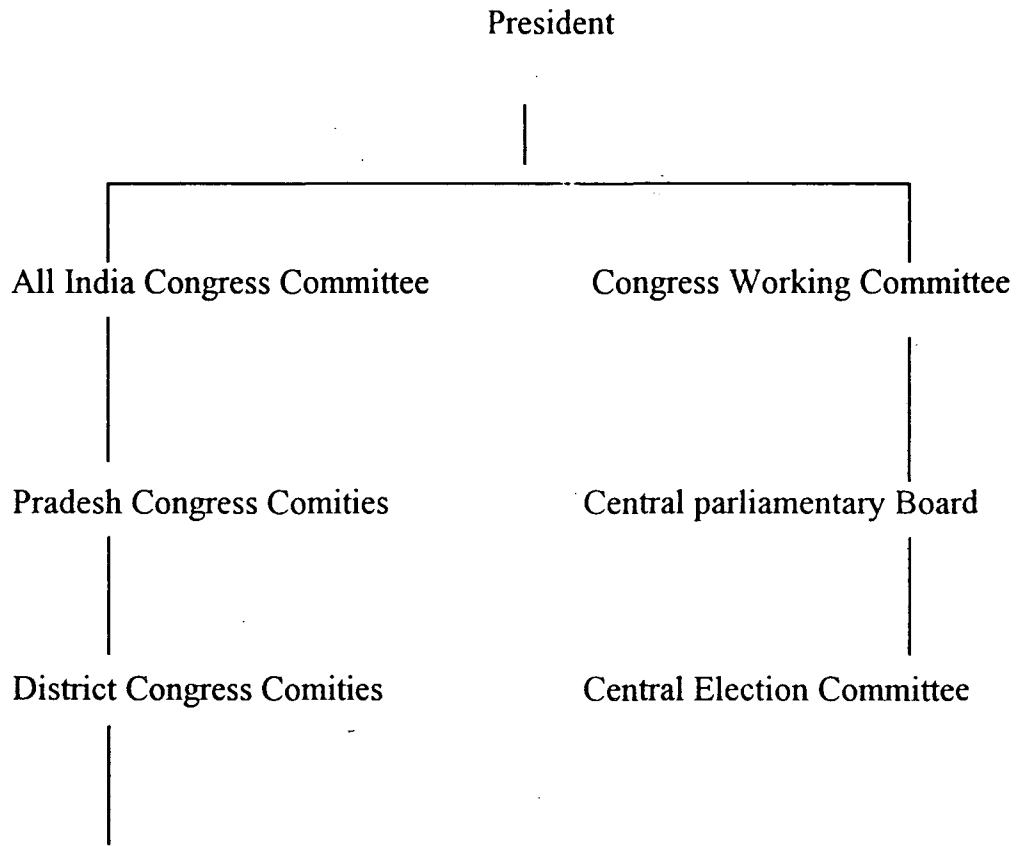 President
All India Congress Committee
Congress Working Committee
Pradesh Congress Comities
Central parliamentary Board
District Congress Comities
Central Election Committee